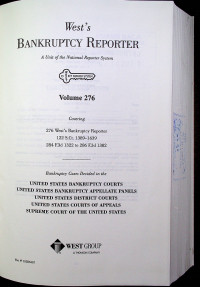 West's
BANKRUPTCY REPORTER
A Unit of the National Reporter System
Volume 276
276 West's Bankruptcy Reporter
Bankruptcy Cases Decided in the
UNITED STATES BANKRUPTCY COURTS
UNITED STATES BANKRUPTCY APPELLATE PANELS
UNITED STATES DISTRICT COURTS
UNITED STATES COURTS OF APPEALS
SUPREME COURT OF THE UNITED STATES
WEST GROUP